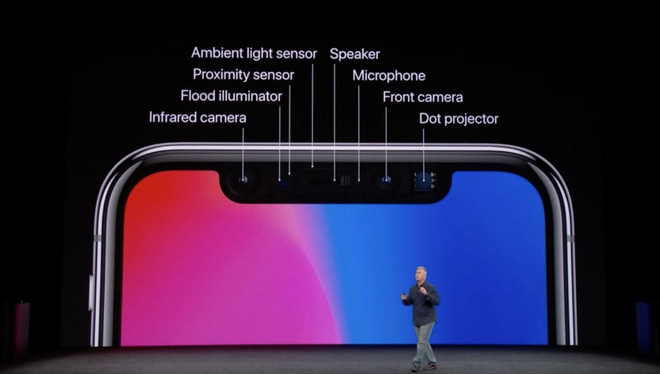 Ambient light sensor
Speaker
Proximity sensor
Microphone
Flood illuminator
Front camera
Infrared camera
Dot projector